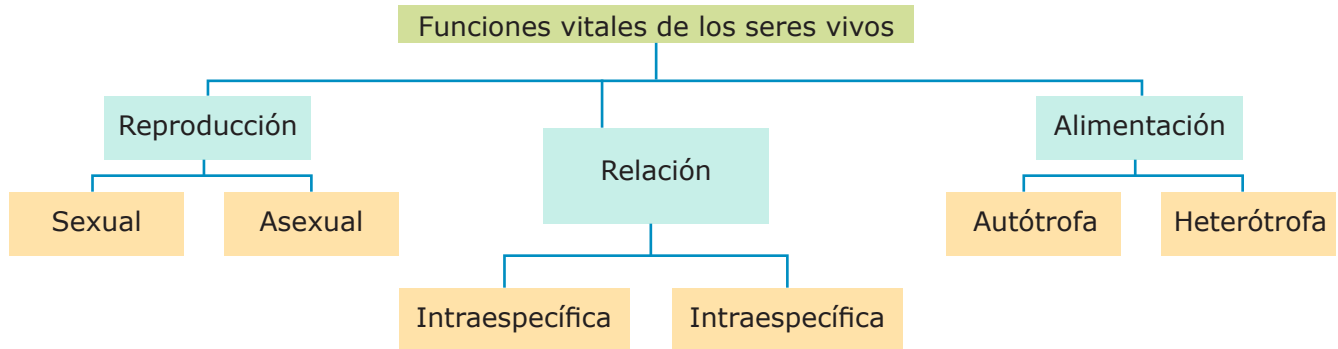 Funciones vitales de los seres vivos
Reproducción
Relación
Alimentación
Sexual
Asexual
Autótrofa
Heterótrofa
Intraespecífica
Intraespecífica